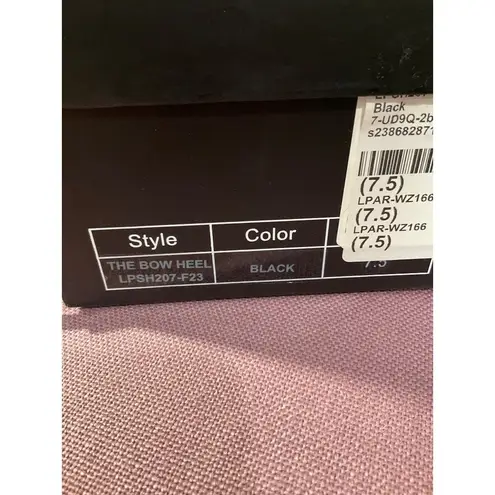 Black
7-UD9Q-2b
s238682871
(7.5)
LPAR-WZ166
(7.5)
LPAR-WZ166
(7.5)
Style Color
THE BOW HEEL BLACK 7.5
LPSH207-F23